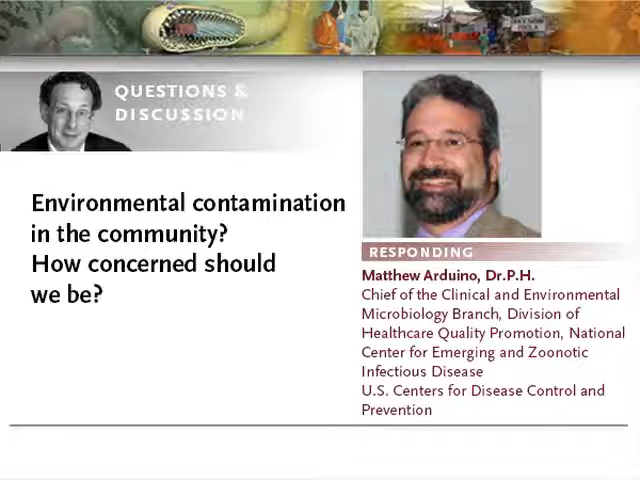 QUESTIONS &
DISCUSSION
Environmental contamination
in the community?
How concerned should
we be?
RESPONDING
Matthew Arduino, Dr.P.H.
Chief of the Clinical and Environmental
Microbiology Branch, Division of
Healthcare Quality Promotion, National
Center for Emerging and Zoonotic
Infectious Disease
U.S. Centers for Disease Control and
Prevention